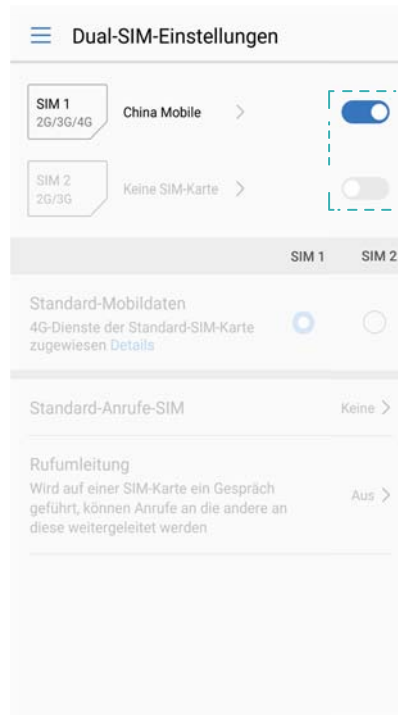 Dual-SIM-Einstellungen
SIM 1
2G/3G/4G
China Mobile
SIM 2
2G/3G
Keine SIM-Karte
SIM 1 SIM 2
Standard-Mobildaten
4G-Dienste der Standard-SIM-Karte
zugewiesen Details
Standard-Anrufe-SIM
Keine
Rufumleitung
Wird auf einer SIM-Karte ein Gespräch
geführt, können Anrufe an die andere an
diese weitergeleitet werden
Aus